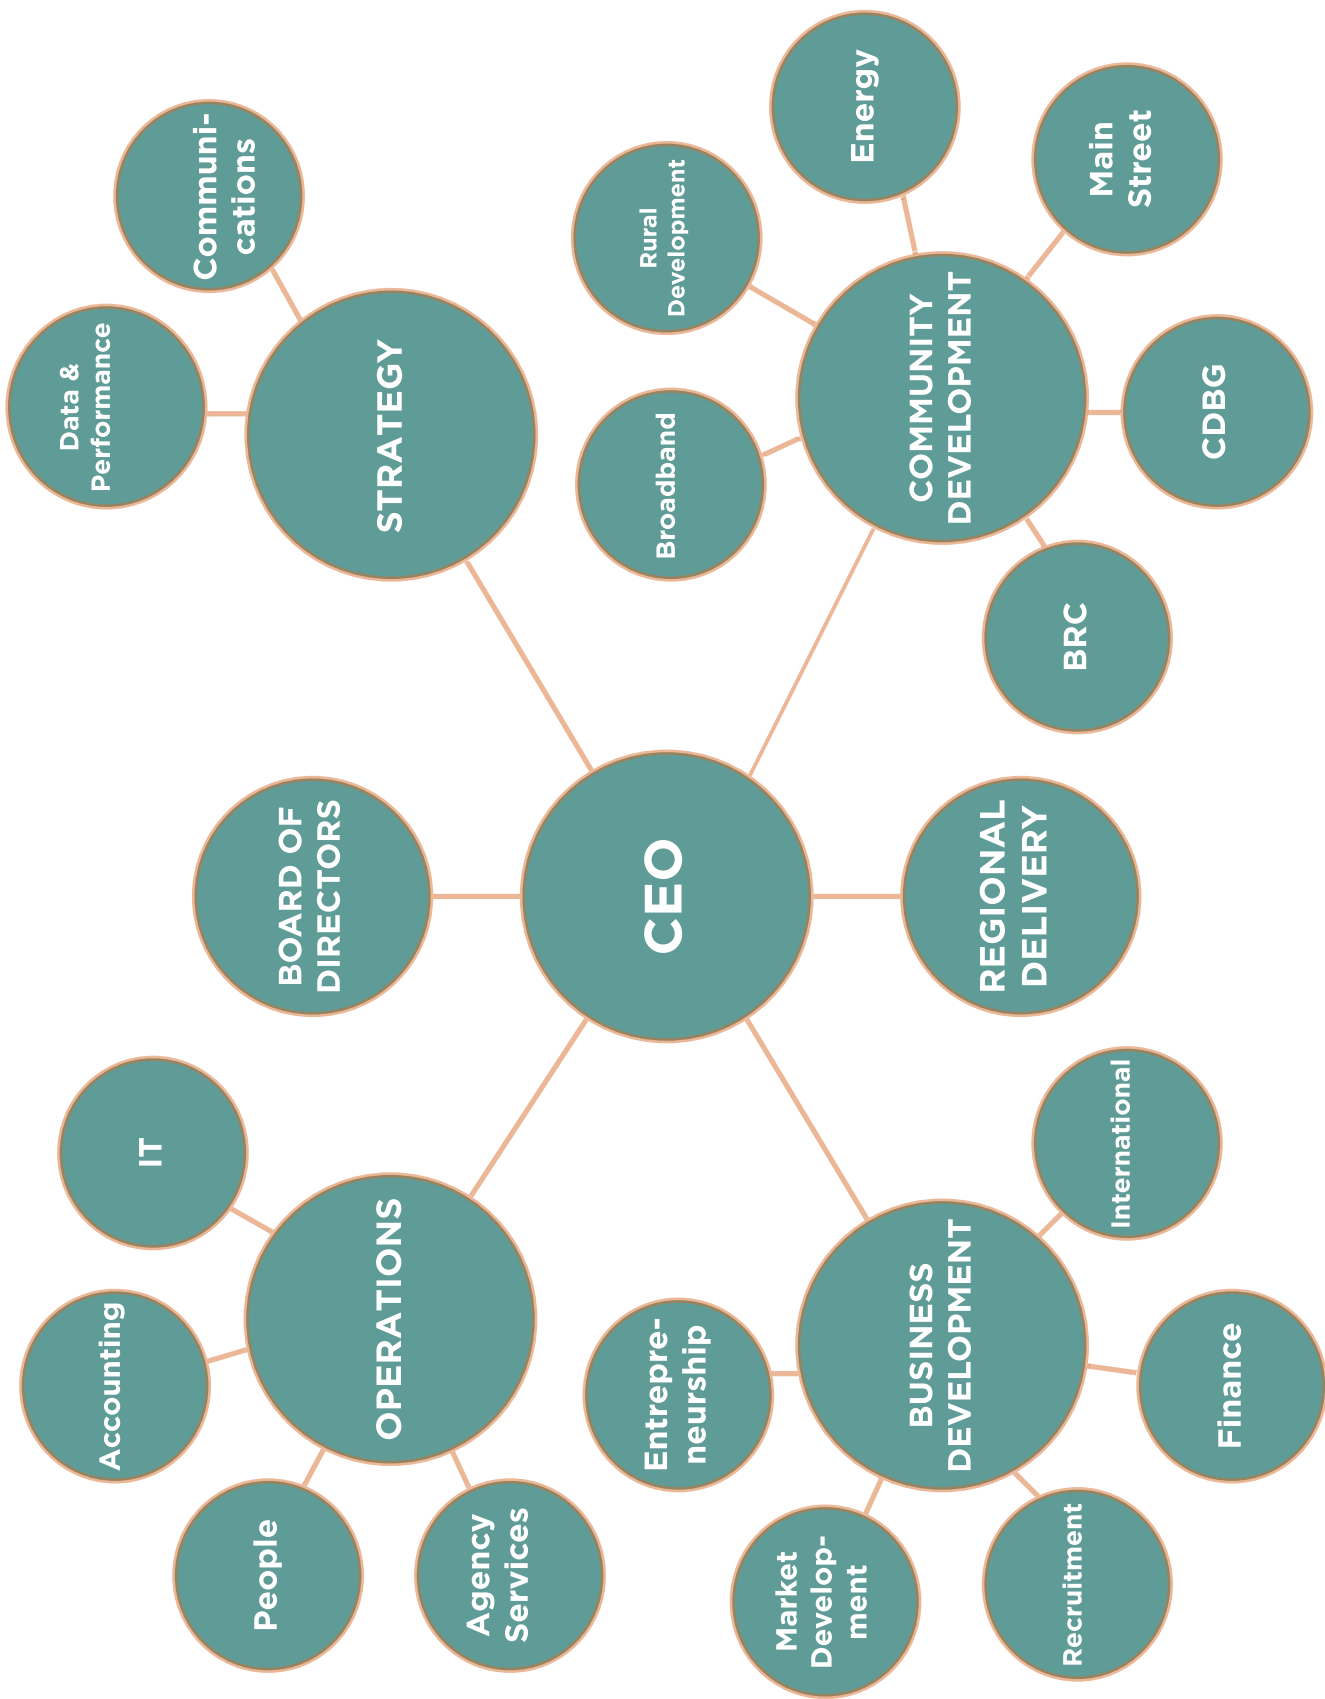 IT
Accounting
People
Agency
Services
OPERATIONS
BOARD OF
DIRECTORS
Data &
Performance
Communi-
cations
STRATEGY
CEO
Entrepre-
neurship
Market
Develop-
ment
BUSINESS
DEVELOPMENT
Recruitment
Finance
International
REGIONAL
DELIVERY
Broadband
Rural
Development
Energy
COMMUNITY
DEVELOPMENT
Main
Street
CDBG
BRC